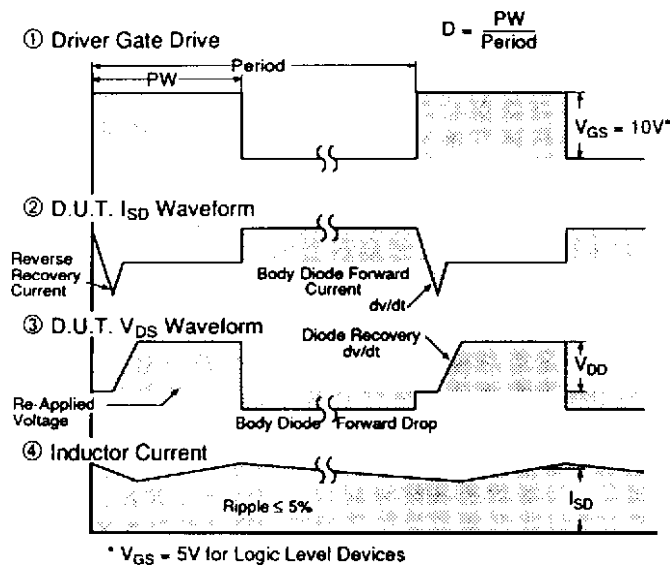 ① Driver Gate Drive
D = PW / Period
Period
PW
V_GS = 10V*
② D.U.T. I_SD Waveform
Reverse
Recovery
Current
Body Diode Forward
Current
dv/dt
③ D.U.T. V_DS Waveform
Diode Recovery
dv/dt
V_DD
Re-Applied
Voltage
Body Diode Forward Drop
④ Inductor Current
Ripple ≤ 5%
I_SD
* V_GS = 5V for Logic Level Devices